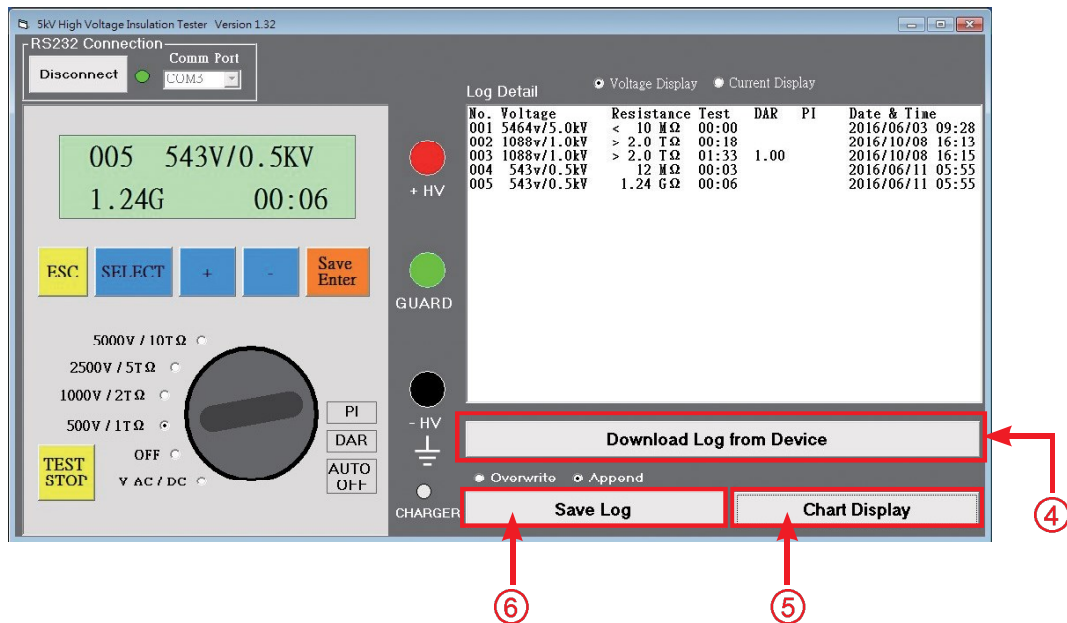 5kV High Voltage Insulation Tester Version 1.32
RS232 Connection
Disconnect
Comm Port
COM3
Log Detail
Voltage Display
Current Display
No. Voltage Resistance Test DAR PI Date & Time
001 5464v/5.0kV < 10 MΩ 00:00 2016/06/03 09:28
002 1088v/1.0kV > 2.0 TΩ 00:18 2016/10/08 16:13
003 1088v/1.0kV > 2.0 TΩ 01:33 1.00 2016/10/08 16:15
004 543v/0.5kV 12 MΩ 00:03 2016/06/11 05:55
005 543v/0.5kV 1.24 GΩ 00:06 2016/06/11 05:55
005 543V/0.5KV
1.24G 00:06
ESC
SELECT
+
-
Save
Enter
+ HV
GUARD
- HV
CHARGER
5000V / 10TΩ
2500V / 5TΩ
1000V / 2TΩ
500V / 1TΩ
OFF
V AC / DC
TEST
STOP
PI
DAR
AUTO
OFF
Download Log from Device
Overwrite
Append
Save Log
Chart Display
④
⑥
⑤